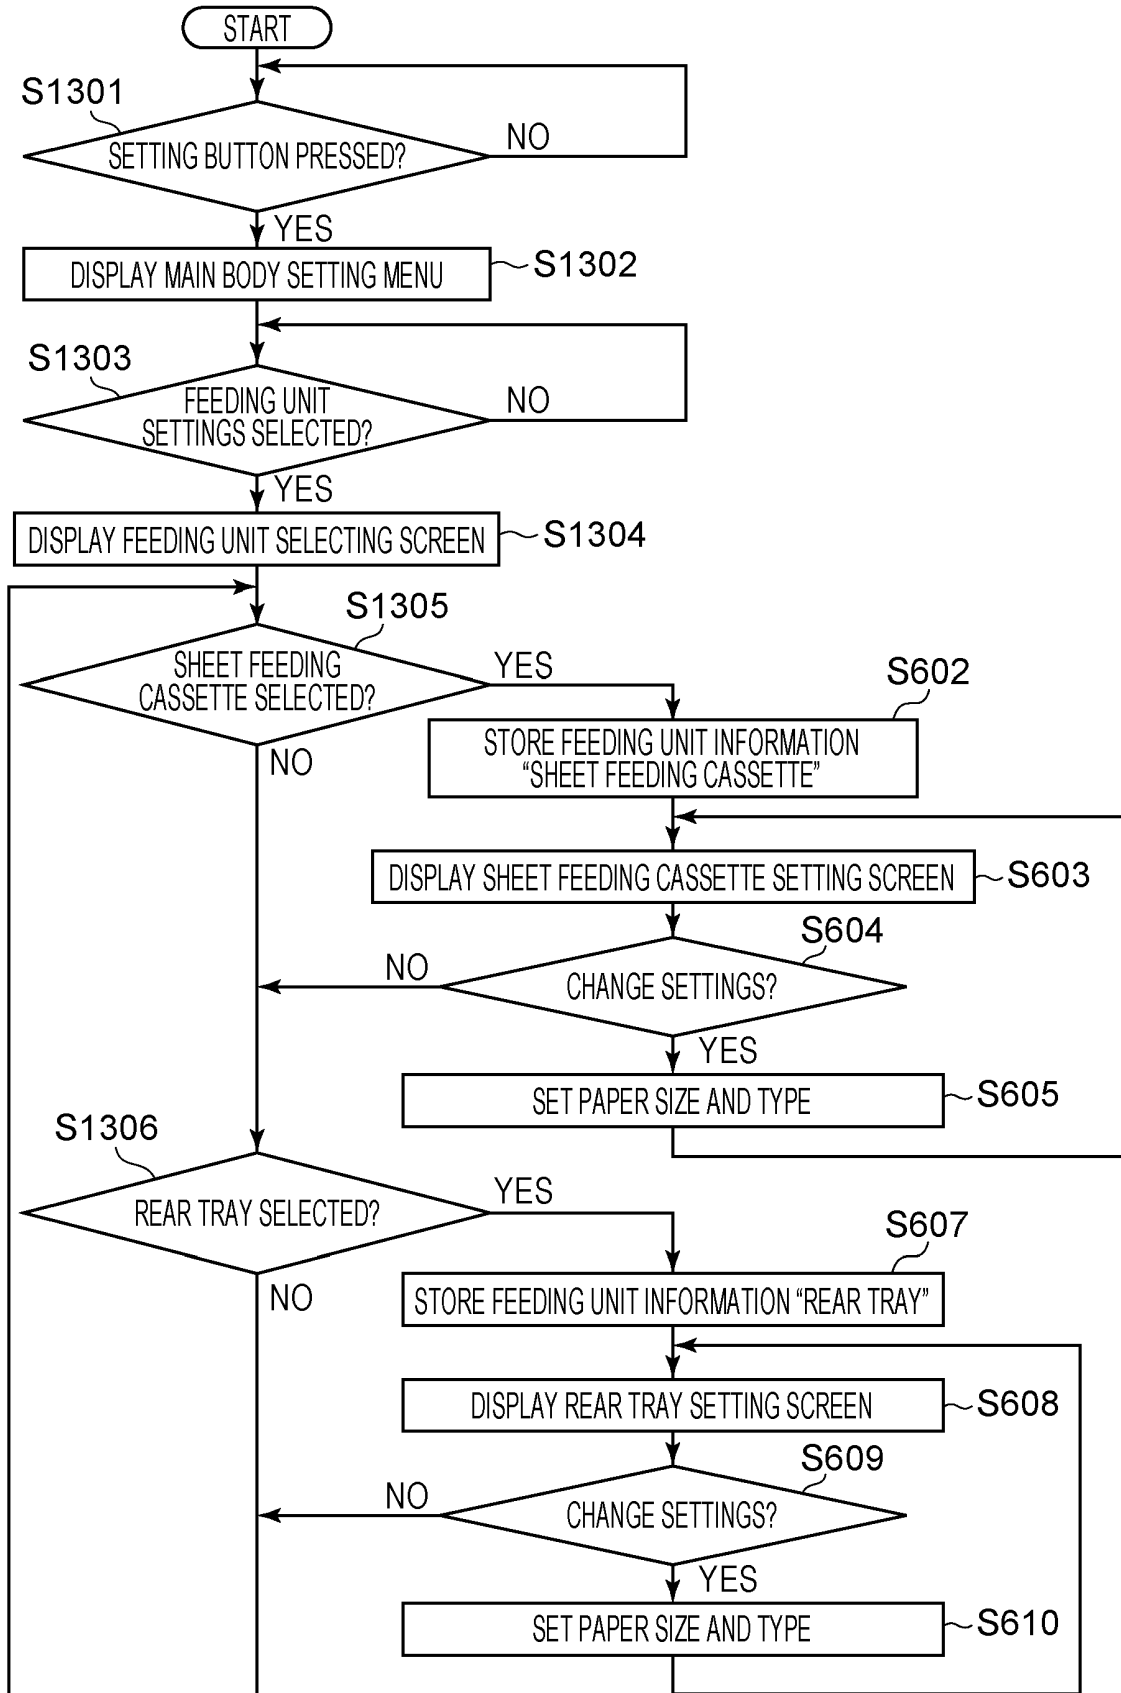 START
S1301
SETTING BUTTON PRESSED?
NO
YES
DISPLAY MAIN BODY SETTING MENU
S1302
S1303
FEEDING UNIT
SETTINGS SELECTED?
NO
YES
DISPLAY FEEDING UNIT SELECTING SCREEN
S1304
S1305
SHEET FEEDING
CASSETTE SELECTED?
YES
NO
S602
STORE FEEDING UNIT INFORMATION
“SHEET FEEDING CASSETTE”
DISPLAY SHEET FEEDING CASSETTE SETTING SCREEN
S603
S604
CHANGE SETTINGS?
NO
YES
SET PAPER SIZE AND TYPE
S605
S1306
REAR TRAY SELECTED?
YES
NO
S607
STORE FEEDING UNIT INFORMATION “REAR TRAY”
DISPLAY REAR TRAY SETTING SCREEN
S608
S609
CHANGE SETTINGS?
NO
YES
SET PAPER SIZE AND TYPE
S610